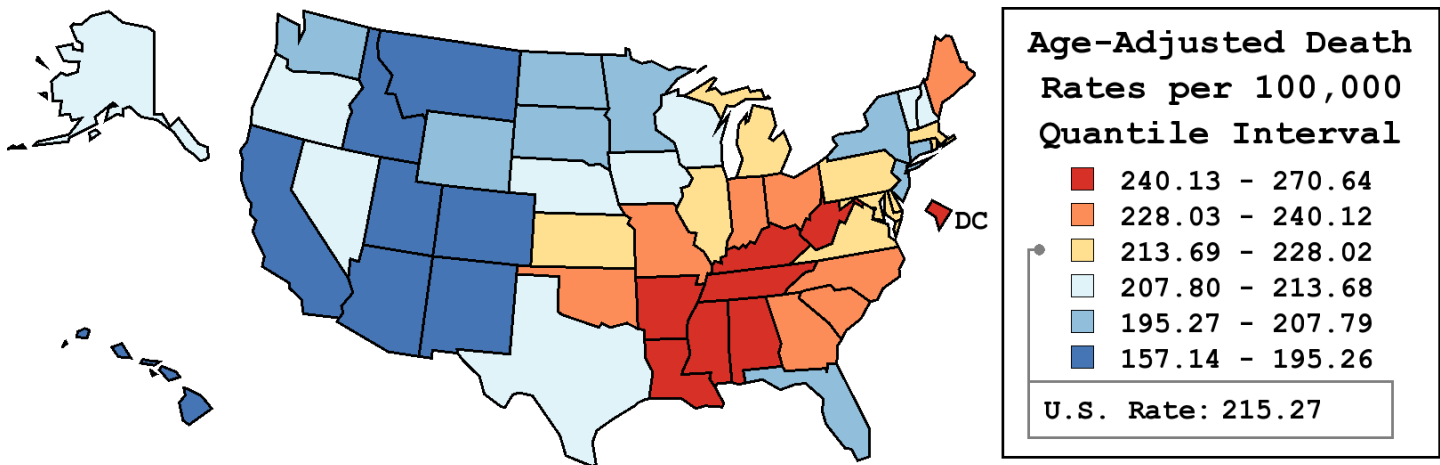 Age-Adjusted Death
Rates per 100,000
Quantile Interval
240.13 - 270.64
228.03 - 240.12
213.69 - 228.02
207.80 - 213.68
195.27 - 207.79
157.14 - 195.26
U.S. Rate: 215.27
DC